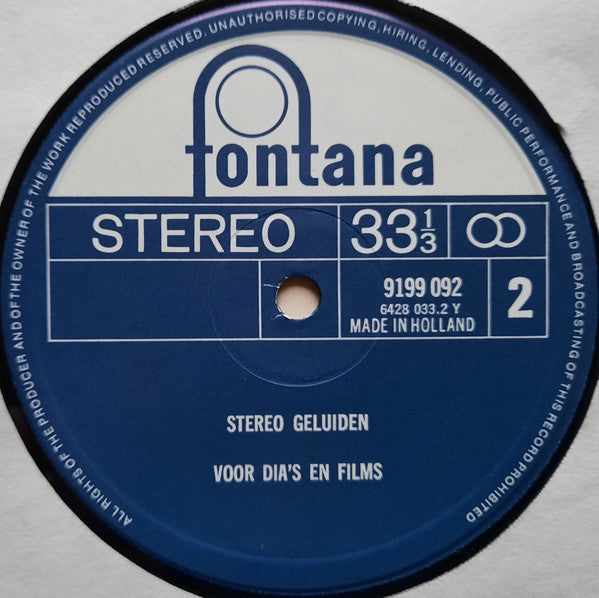 ALL RIGHTS OF THE PRODUCER AND OF THE OWNER OF THE WORK REPRODUCED RESERVED. UNAUTHORISED COPYING, HIRING, LENDING, PUBLIC PERFORMANCE AND BROADCASTING OF THIS RECORD PROHIBITED
fontana
STEREO 33⅓
9199 092
6428 033.2 Y
MADE IN HOLLAND
2
STEREO GELUIDEN
VOOR DIA'S EN FILMS